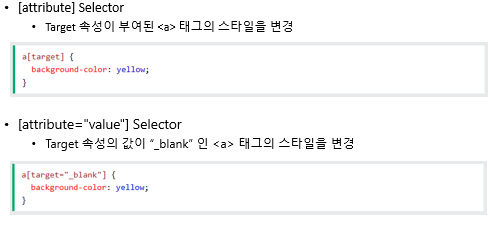 • [attribute] Selector
• Target 속성이 부여된 <a> 태그의 스타일을 변경
a[target] {
background-color: yellow;
}
• [attribute="value"] Selector
• Target 속성의 값이 “_blank” 인 <a> 태그의 스타일을 변경
a[target="_blank"] {
background-color: yellow;
}